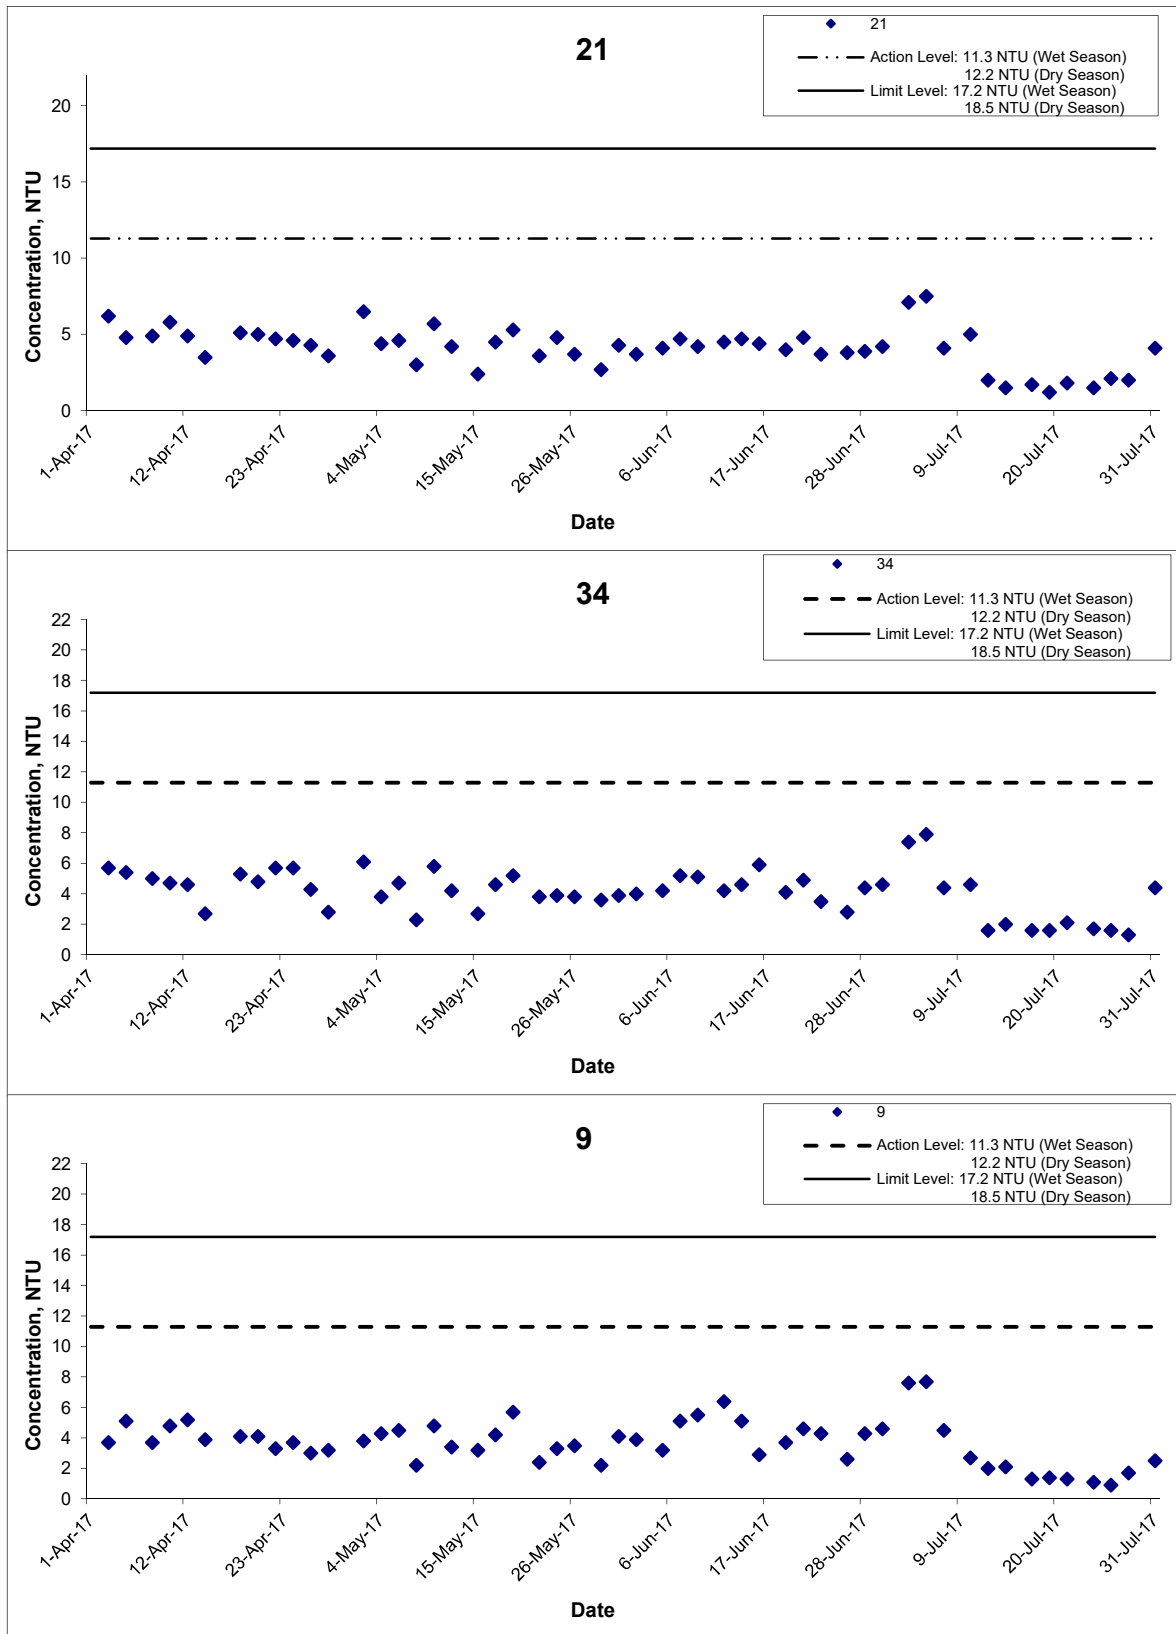 21
21
Action Level: 11.3 NTU (Wet Season)
12.2 NTU (Dry Season)
Limit Level: 17.2 NTU (Wet Season)
18.5 NTU (Dry Season)
Concentration, NTU
20
15
10
5
0
1-Apr-17
12-Apr-17
23-Apr-17
4-May-17
15-May-17
26-May-17
6-Jun-17
17-Jun-17
28-Jun-17
9-Jul-17
20-Jul-17
31-Jul-17
Date
34
34
Action Level: 11.3 NTU (Wet Season)
12.2 NTU (Dry Season)
Limit Level: 17.2 NTU (Wet Season)
18.5 NTU (Dry Season)
Concentration, NTU
22
20
18
16
14
12
10
8
6
4
2
0
1-Apr-17
12-Apr-17
23-Apr-17
4-May-17
15-May-17
26-May-17
6-Jun-17
17-Jun-17
28-Jun-17
9-Jul-17
20-Jul-17
31-Jul-17
Date
9
9
Action Level: 11.3 NTU (Wet Season)
12.2 NTU (Dry Season)
Limit Level: 17.2 NTU (Wet Season)
18.5 NTU (Dry Season)
Concentration, NTU
22
20
18
16
14
12
10
8
6
4
2
0
1-Apr-17
12-Apr-17
23-Apr-17
4-May-17
15-May-17
26-May-17
6-Jun-17
17-Jun-17
28-Jun-17
9-Jul-17
20-Jul-17
31-Jul-17
Date